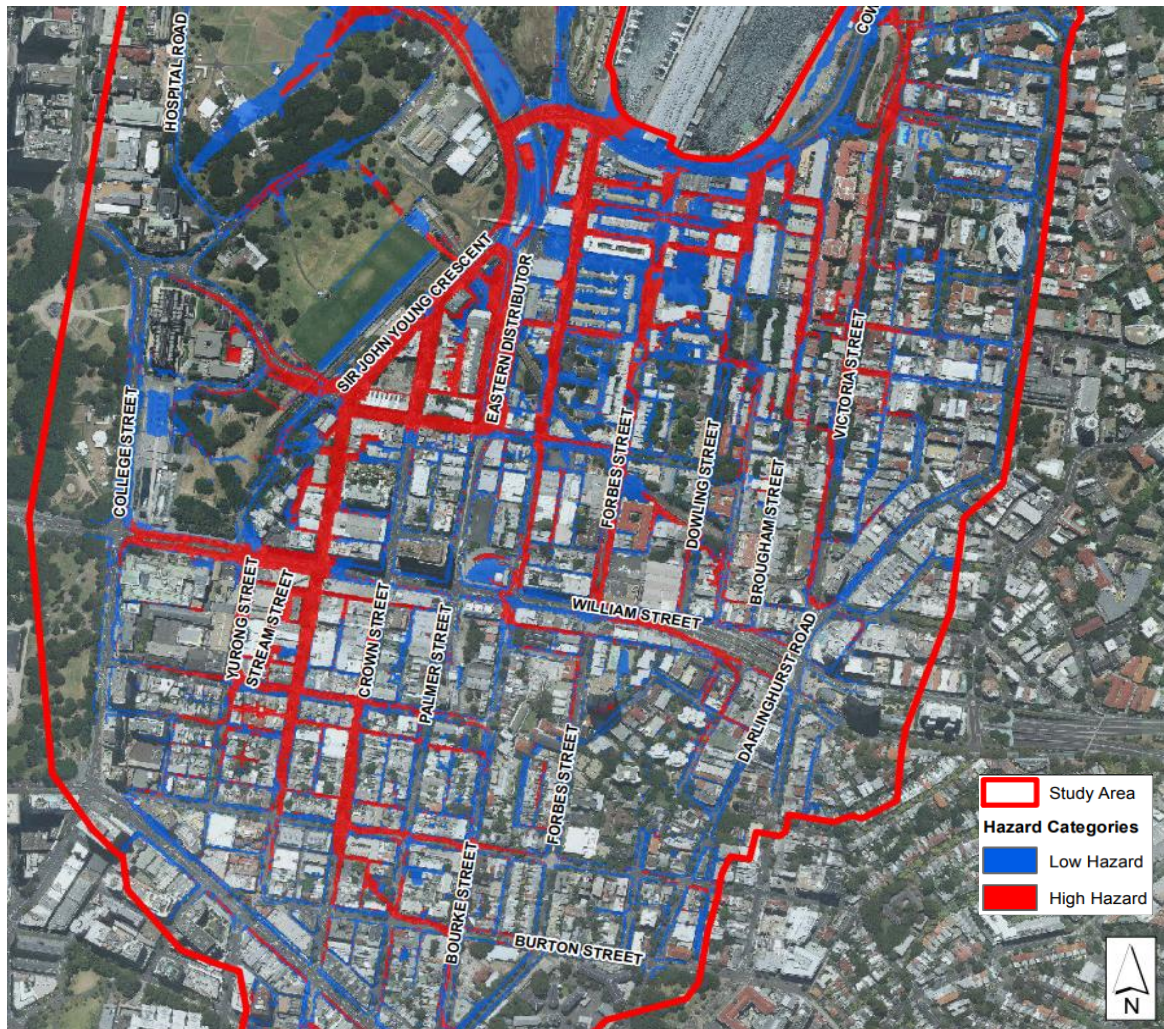 HOSPITAL ROAD
COW
SIR JOHN YOUNG CRESCENT
EASTERN DISTRIBUTOR
COLLEGE STREET
VICTORIA STREET
FORBES STREET
DOWLING STREET
BROUGHAM STREET
WILLIAM STREET
YURONG STREET
STREAM STREET
CROWN STREET
PALMER STREET
DARLINGHURST ROAD
FORBES STREET
BOURKE STREET
BURTON STREET
Study Area
Hazard Categories
Low Hazard
High Hazard
N